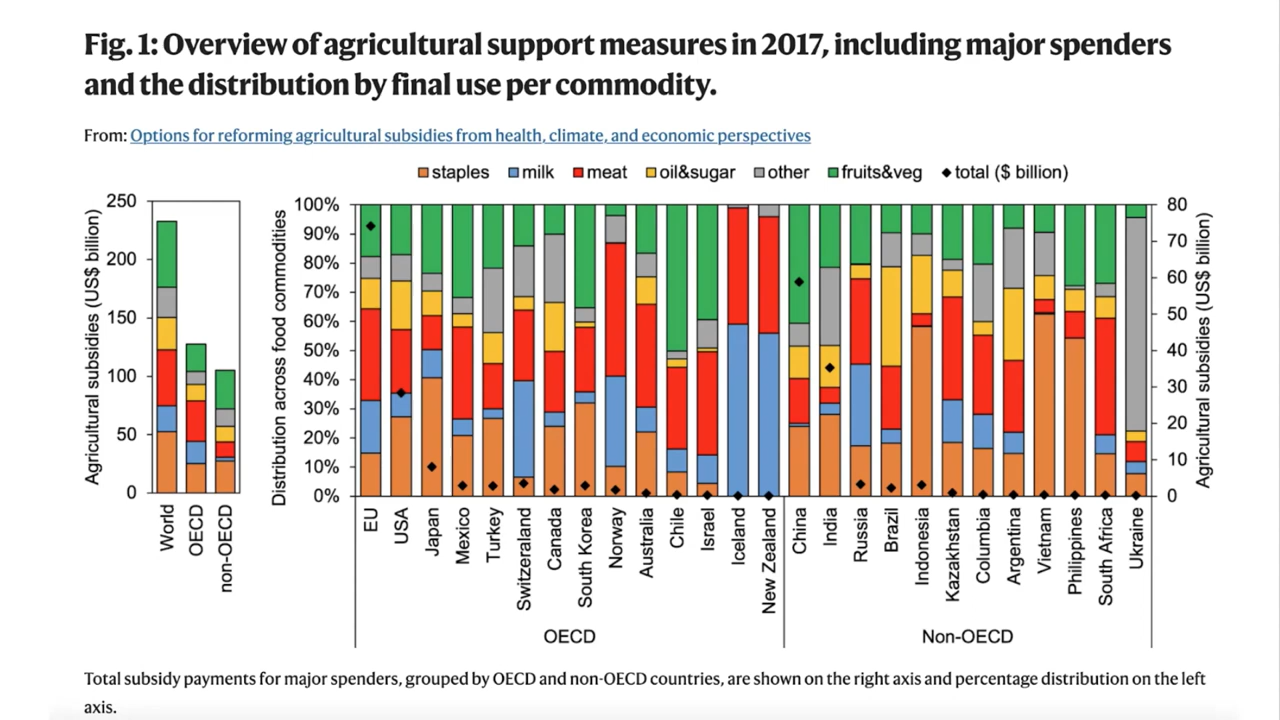 Fig. 1: Overview of agricultural support measures in 2017, including major spenders
and the distribution by final use per commodity.
From: Options for reforming agricultural subsidies from health, climate, and economic perspectives
staples milk meat oil&sugar other fruits&veg total ($ billion)
Agricultural subsidies (US$ billion)
250
200
150
100
50
0
World
OECD
non-OECD
Distribution across food commodities
100%
90%
80%
70%
60%
50%
40%
30%
20%
10%
0%
EU
USA
Japan
Mexico
Turkey
Switzeraland
Canada
South Korea
Norway
Australia
Chile
Israel
Iceland
New Zealand
China
India
Russia
Brazil
Indonesia
Kazakhstan
Columbia
Argentina
Vietnam
Philippines
South Africa
Ukraine
80
70
60
50
40
30
20
10
0
Agricultural subsidies (US$ billion)
OECD
Non-OECD
Total subsidy payments for major spenders, grouped by OECD and non-OECD countries, are shown on the right axis and percentage distribution on the left
axis.